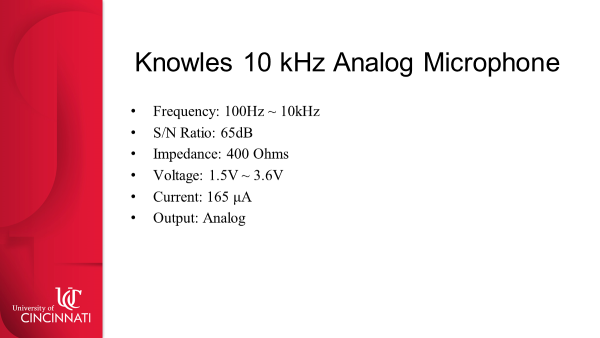 Knowles 10 kHz Analog Microphone
• Frequency: 100Hz ~ 10kHz
• S/N Ratio: 65dB
• Impedance: 400 Ohms
• Voltage: 1.5V ~ 3.6V
• Current: 165 μA
• Output: Analog
UC
University of
CINCINNATI